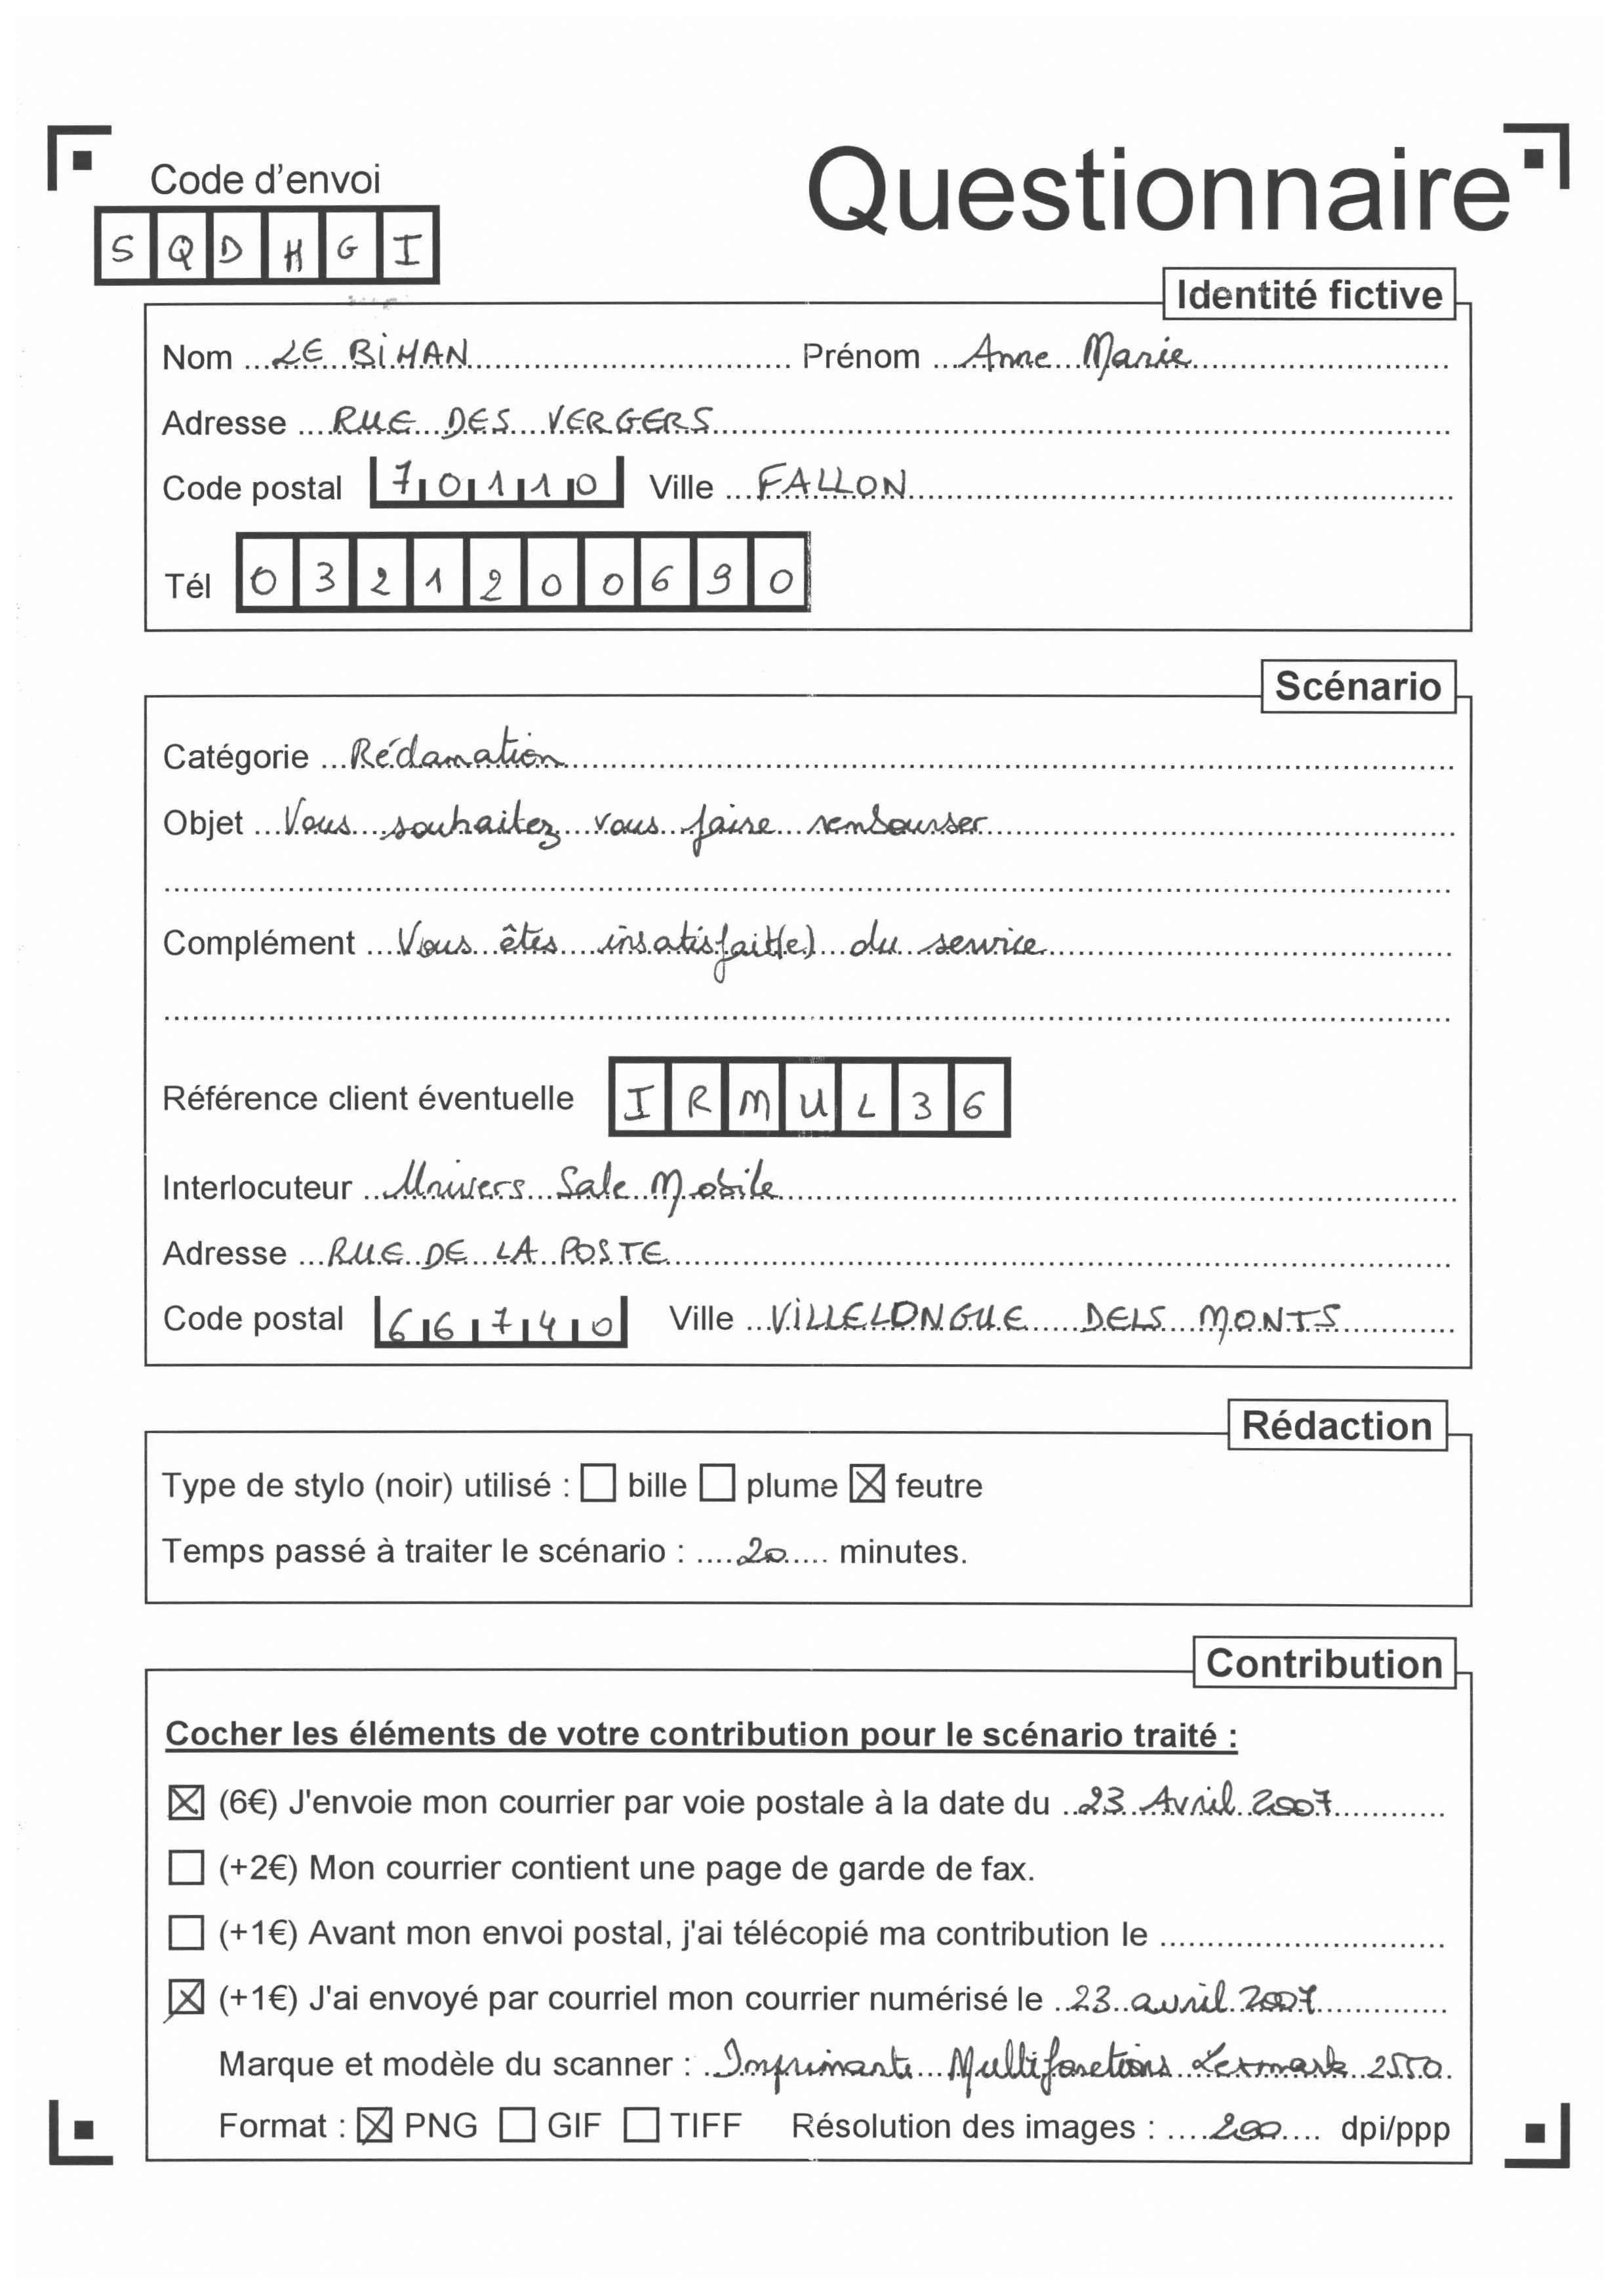 Code d'envoi
Questionnaire
S Q D H G I
Identité fictive
Nom LE BiHAN Prénom Anne Marie
Adresse RUE DES VERGERS
Code postal 70110 Ville FALLON
Tél 0321200690
Scénario
Catégorie Réclamation
Objet Vous souhaitez vous faire rembourser
Complément Vous êtes insatisfait(e) du service
Référence client éventuelle IRMUL36
Interlocuteur Univers Sale Mobile
Adresse RUE DE LA POSTE
Code postal 66740 Ville ViLLELONGUE DELS MONTS
Rédaction
Type de stylo (noir) utilisé : ☐ bille ☐ plume ☒ feutre
Temps passé à traiter le scénario : 20 minutes.
Contribution
Cocher les éléments de votre contribution pour le scénario traité :
☒ (6€) J'envoie mon courrier par voie postale à la date du 23 Avril 2007
☐ (+2€) Mon courrier contient une page de garde de fax.
☐ (+1€) Avant mon envoi postal, j'ai télécopié ma contribution le
☒ (+1€) J'ai envoyé par courriel mon courrier numérisé le 23 avril 2007
Marque et modèle du scanner : Imprimante Multifonctions Lexmark 2550
Format : ☒ PNG ☐ GIF ☐ TIFF Résolution des images : 200 dpi/ppp